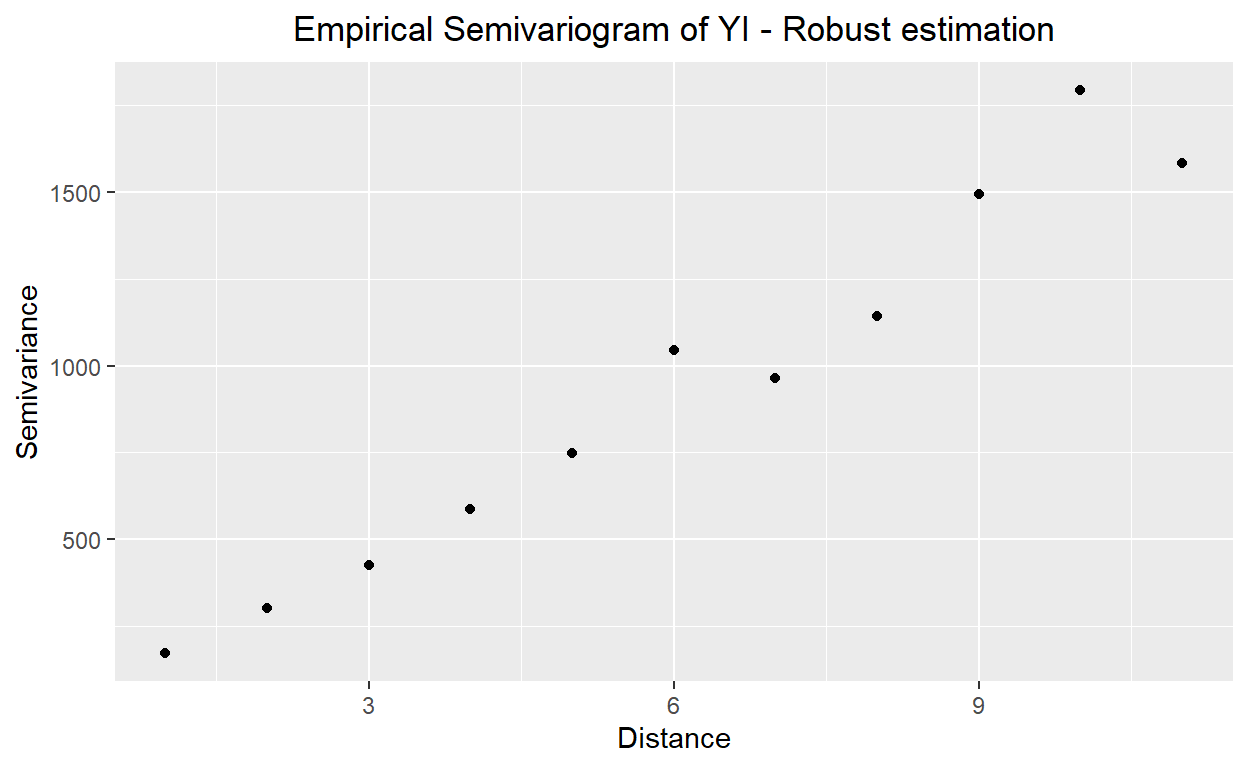 Empirical Semivariogram of YI - Robust estimation
Semivariance
1500
1000
500
3
6
9
Distance